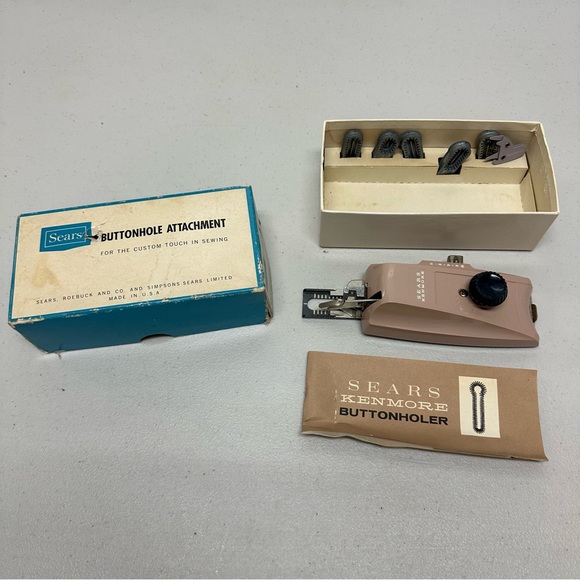 Sears
BUTTONHOLE ATTACHMENT
FOR THE CUSTOM TOUCH IN SEWING
SEARS, ROEBUCK AND CO. AND SIMPSONS-SEARS LIMITED
MADE IN U.S.A.
SEARS
KENMORE
SEARS
KENMORE
BUTTONHOLER